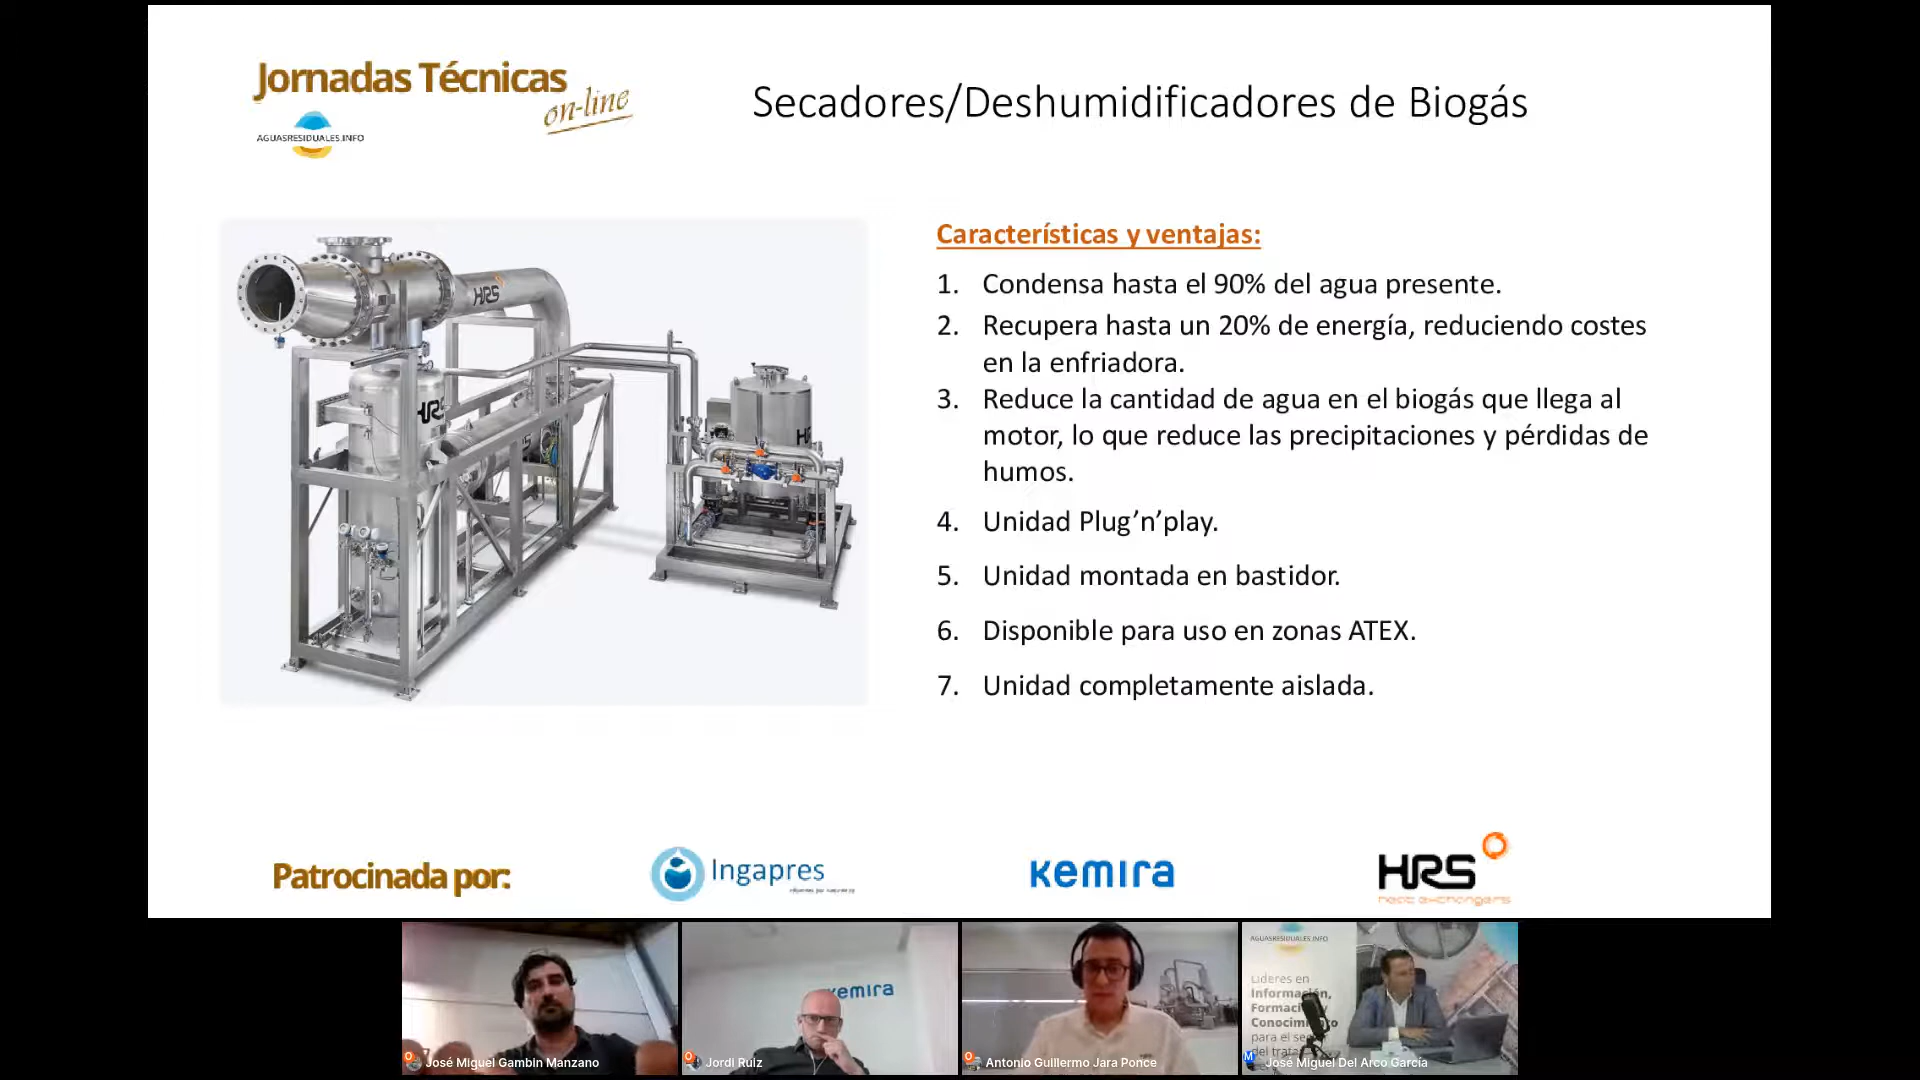 Jornadas Técnicas
on-line
AGUASRESIDUALES.INFO
Secadores/Deshumidificadores de Biogás
HRS
HRS
Características y ventajas:
1. Condensa hasta el 90% del agua presente.
2. Recupera hasta un 20% de energía, reduciendo costes
en la enfriadora.
3. Reduce la cantidad de agua en el biogás que llega al
motor, lo que reduce las precipitaciones y pérdidas de
humos.
4. Unidad Plug’n’play.
5. Unidad montada en bastidor.
6. Disponible para uso en zonas ATEX.
7. Unidad completamente aislada.
Patrocinada por:
Ingapres
kemira
HRS
heat exchangers
José Miguel Gambin Manzano
kemira
Jordi Ruiz
Antonio Guillermo Jara Ponce
AGUASRESIDUALES.INFO
Líderes en
Información,
Formación y
Conocimiento
para el
José Miguel Del Arco García